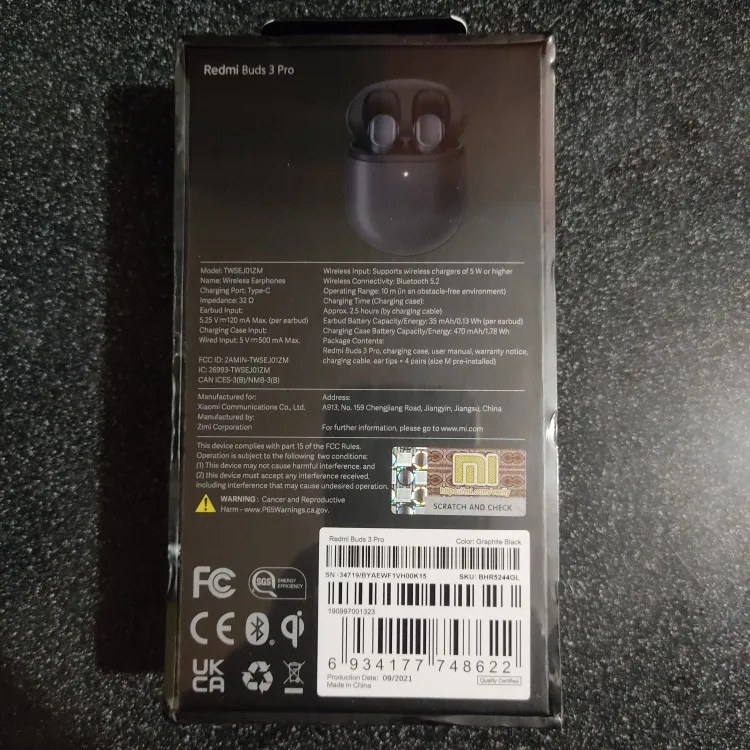 Redmi Buds 3 Pro
Model: TWSEJ01ZM
Name: Wireless Earphones
Charging Port: Type-C
Impedance: 32 Ω
Earbud Input:
5.25 V⎓120 mA Max. (per earbud)
Charging Case Input:
Wired Input: 5 V⎓500 mA Max.
FCC ID: 2AMIN-TWSEJ01ZM
IC: 26993-TWSEJ01ZM
CAN ICES-3(B)/NMB-3(B)
Wireless Input: Supports wireless chargers of 5 W or higher
Wireless Connectivity: Bluetooth 5.2
Operating Range: 10 m (in an obstacle-free environment)
Charging Time (Charging case):
Approx. 2.5 hours (by charging cable)
Earbud Battery Capacity/Energy: 35 mAh/0.13 Wh (per earbud)
Charging Case Battery Capacity/Energy: 470 mAh/1.78 Wh
Package Contents:
Redmi Buds 3 Pro, charging case, user manual, warranty notice,
charging cable, ear tips × 4 pairs (size M pre-installed)
Manufactured for:
Xiaomi Communications Co., Ltd.
Manufactured by:
Zimi Corporation
Address:
A913, No. 159 Chengjiang Road, Jiangyin, Jiangsu, China
For further information, please go to www.mi.com
This device complies with part 15 of the FCC Rules.
Operation is subject to the following two conditions:
(1) This device may not cause harmful interference, and
(2) this device must accept any interference received,
including interference that may cause undesired operation.
WARNING : Cancer and Reproductive
Harm - www.P65Warnings.ca.gov.
mi
SCRATCH AND CHECK
FC
SGS ENERGY
EFFICIENCY
CE
UK
CA
Redmi Buds 3 Pro Color: Graphite Black
SN :34719/BYAEWF1VH00K15 SKU: BHR5244GL
190997001323
6 934177 748622
Production Date: 09/2021
Made in China
Quality Certified